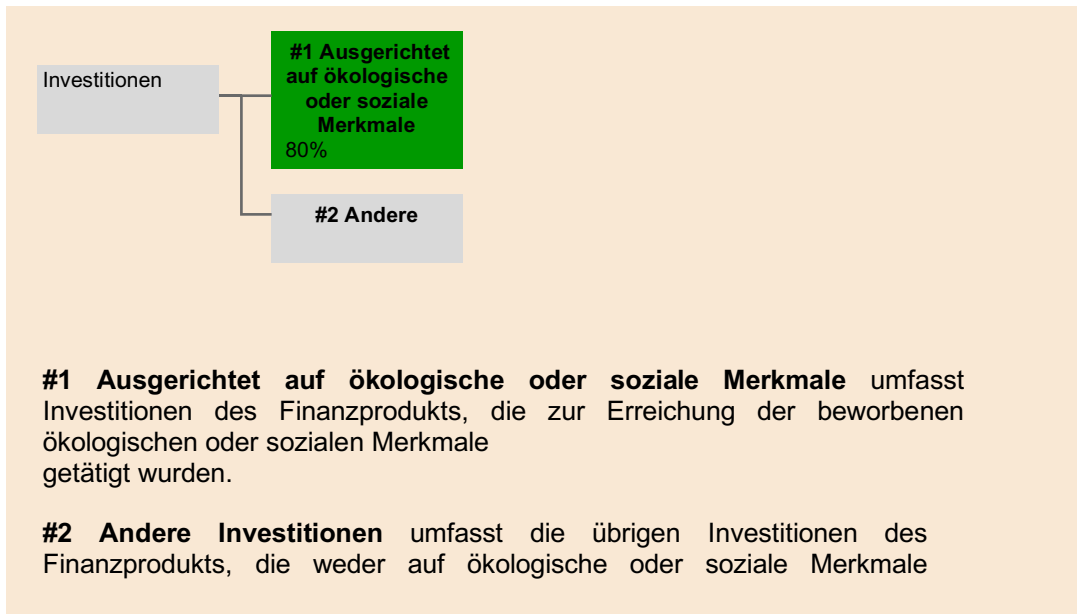 Investitionen
#1 Ausgerichtet
auf ökologische
oder soziale
Merkmale
80%
#2 Andere
#1 Ausgerichtet auf ökologische oder soziale Merkmale umfasst
Investitionen des Finanzprodukts, die zur Erreichung der beworbenen
ökologischen oder sozialen Merkmale
getätigt wurden.
#2 Andere Investitionen umfasst die übrigen Investitionen des
Finanzprodukts, die weder auf ökologische oder soziale Merkmale